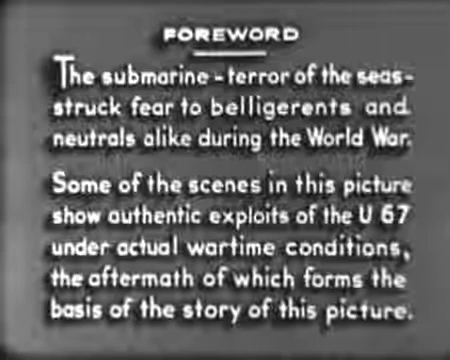 FOREWORD
The submarine - terror of the seas -
struck fear to belligerents and
neutrals alike during the World War.
Some of the scenes in this picture
show authentic exploits of the U 67
under actual wartime conditions,
the aftermath of which forms the
basis of the story of this picture.